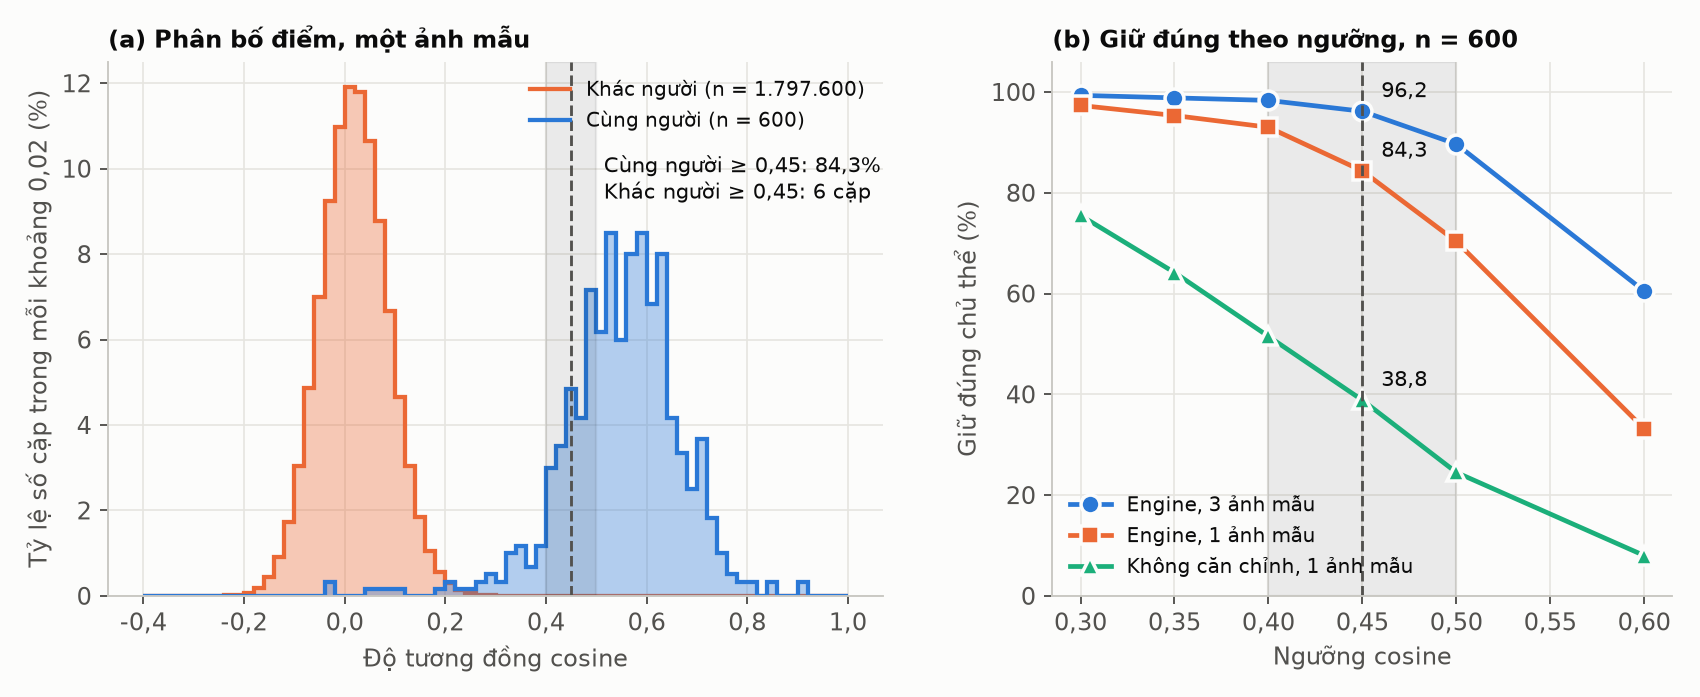 (a) Phân bố điểm, một ảnh mẫu
Tỷ lệ số cặp trong mỗi khoảng 0,02 (%)
12
10
8
6
4
2
0
Khác người (n = 1.797.600)
Cùng người (n = 600)
Cùng người ≥ 0,45: 84,3%
Khác người ≥ 0,45: 6 cặp
-0,4
-0,2
0,0
0,2
0,4
0,6
0,8
1,0
Độ tương đồng cosine
(b) Giữ đúng theo ngưỡng, n = 600
Giữ đúng chủ thể (%)
100
80
60
40
20
0
96,2
84,3
38,8
Engine, 3 ảnh mẫu
Engine, 1 ảnh mẫu
Không căn chỉnh, 1 ảnh mẫu
0,30
0,35
0,40
0,45
0,50
0,55
0,60
Ngưỡng cosine